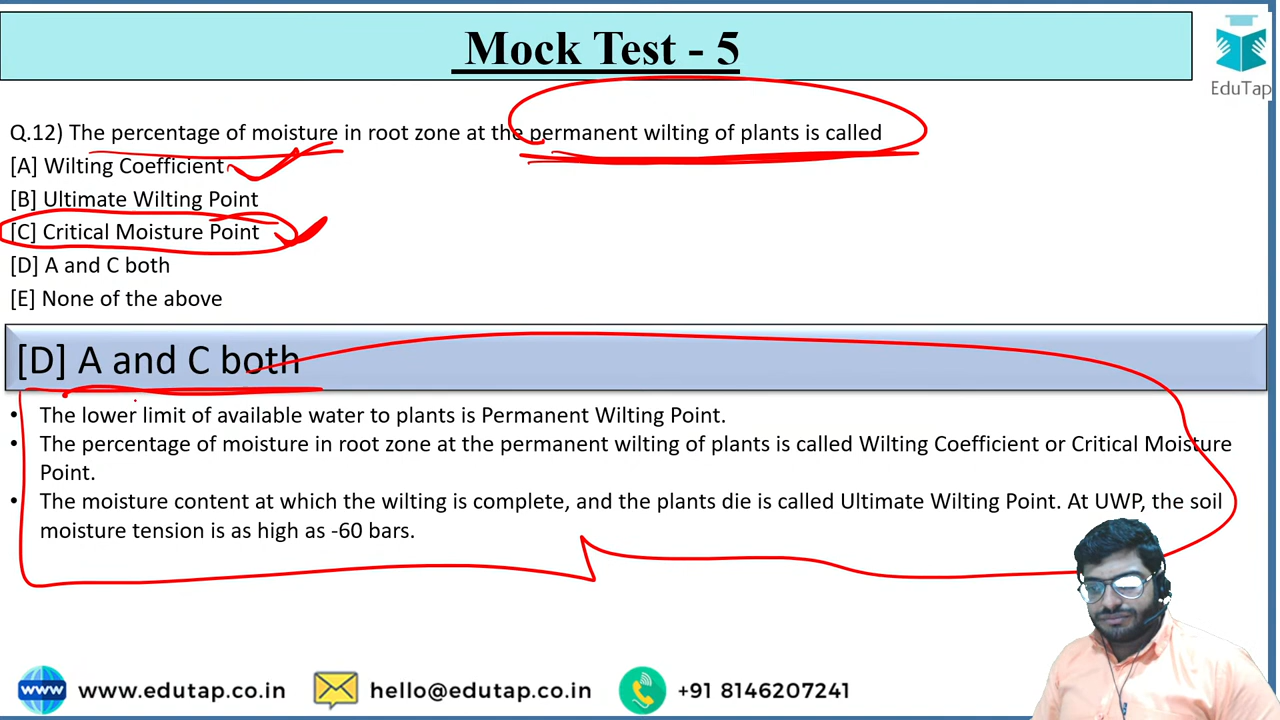 Mock Test - 5
EduTap
Q.12) The percentage of moisture in root zone at the permanent wilting of plants is called
[A] Wilting Coefficient
[B] Ultimate Wilting Point
[C] Critical Moisture Point
[D] A and C both
[E] None of the above
[D] A and C both
• The lower limit of available water to plants is Permanent Wilting Point.
• The percentage of moisture in root zone at the permanent wilting of plants is called Wilting Coefficient or Critical Moisture
Point.
• The moisture content at which the wilting is complete, and the plants die is called Ultimate Wilting Point. At UWP, the soil
moisture tension is as high as -60 bars.
www www.edutap.co.in hello@edutap.co.in +91 8146207241